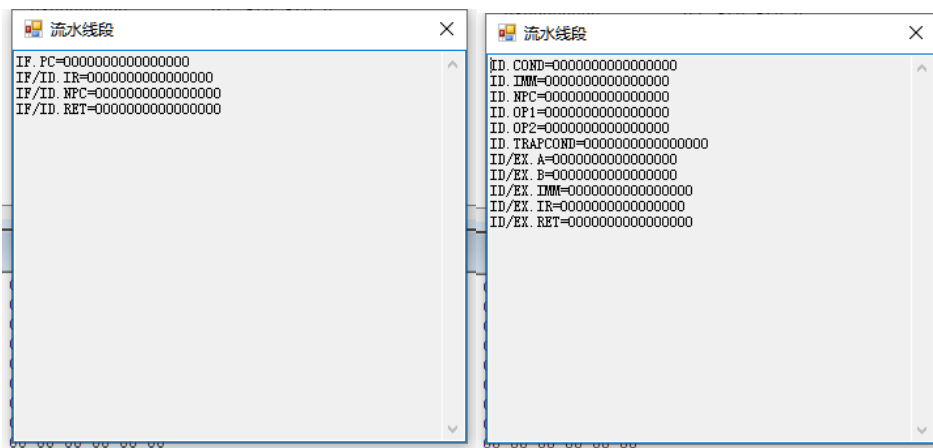 流水线段
IF.PC=0000000000000000
IF/ID.IR=0000000000000000
IF/ID.NPC=0000000000000000
IF/ID.RET=0000000000000000
流水线段
ID.COND=0000000000000000
ID.IMM=0000000000000000
ID.NPC=0000000000000000
ID.OP1=0000000000000000
ID.OP2=0000000000000000
ID.TRAPCOND=0000000000000000
ID/EX.A=0000000000000000
ID/EX.B=0000000000000000
ID/EX.IMM=0000000000000000
ID/EX.IR=0000000000000000
ID/EX.RET=0000000000000000